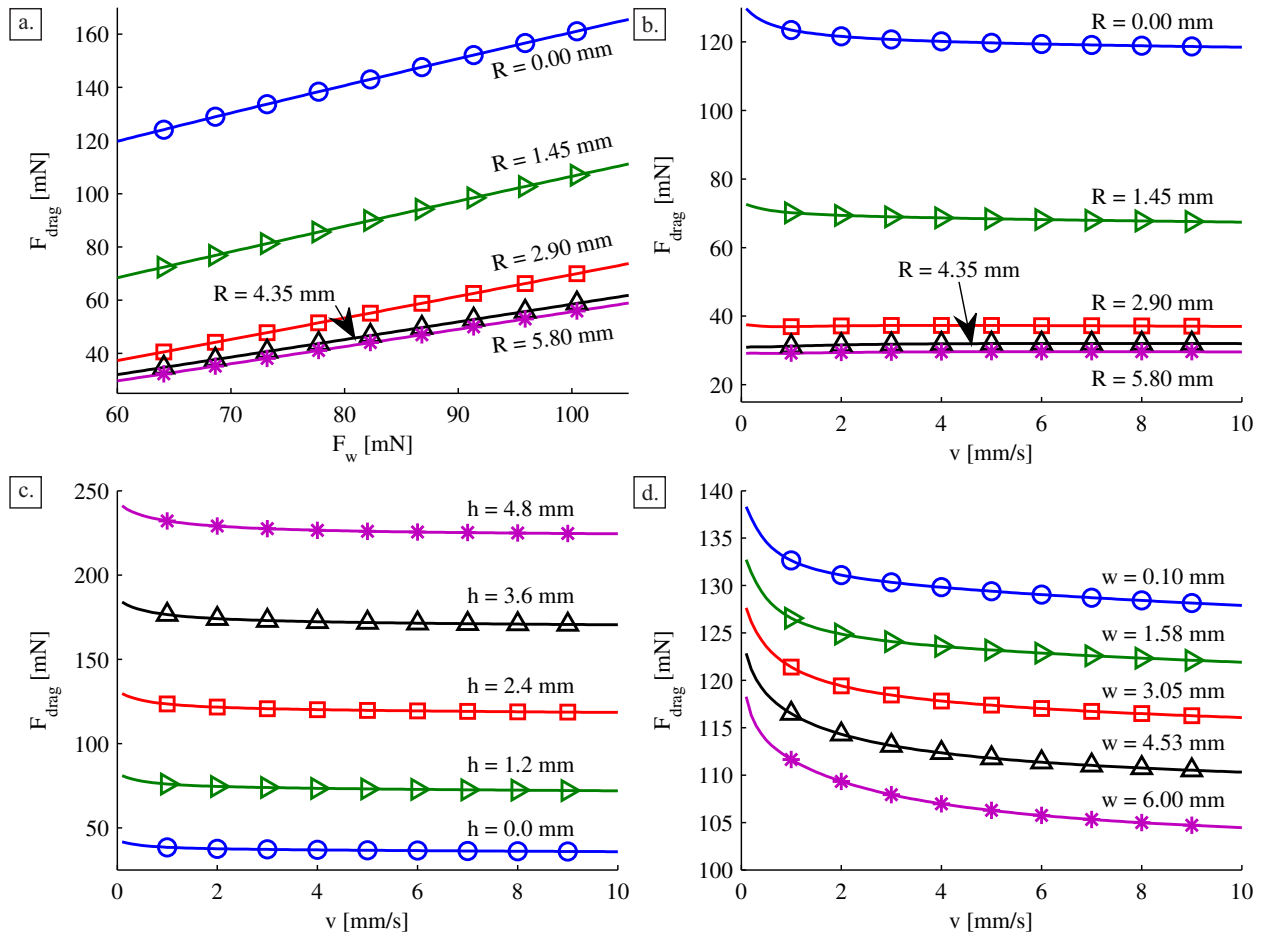 a.
160
140
120
100
80
60
40
60
70
80
90
100
F_drag [mN]
F_w [mN]
R = 0.00 mm
R = 1.45 mm
R = 2.90 mm
R = 4.35 mm
R = 5.80 mm
b.
120
100
80
60
40
20
0
2
4
6
8
10
F_drag [mN]
v [mm/s]
R = 0.00 mm
R = 1.45 mm
R = 4.35 mm
R = 2.90 mm
R = 5.80 mm
c.
250
200
150
100
50
0
2
4
6
8
10
F_drag [mN]
v [mm/s]
h = 4.8 mm
h = 3.6 mm
h = 2.4 mm
h = 1.2 mm
h = 0.0 mm
d.
140
135
130
125
120
115
110
105
100
0
2
4
6
8
10
F_drag [mN]
v [mm/s]
w = 0.10 mm
w = 1.58 mm
w = 3.05 mm
w = 4.53 mm
w = 6.00 mm